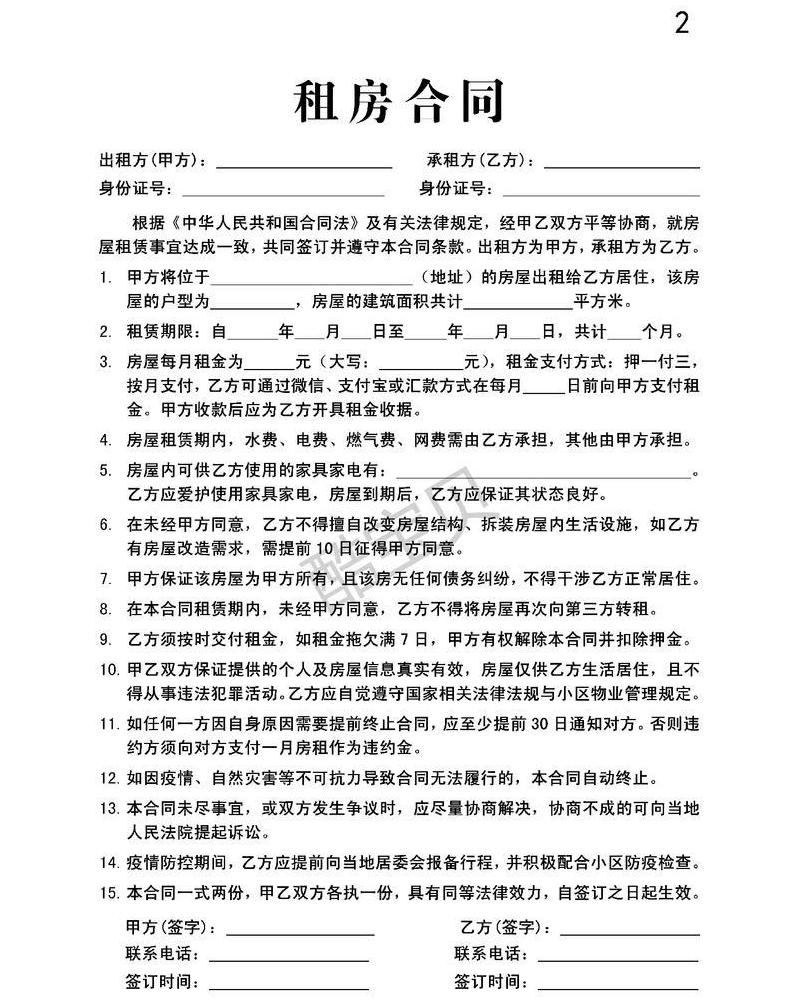 2
租房合同
出租方(甲方)：____________ 承租方(乙方)：____________
身份证号：____________ 身份证号：____________
根据《中华人民共和国合同法》及有关法律规定，经甲乙双方平等协商，就房
屋租赁事宜达成一致，共同签订并遵守本合同条款。出租方为甲方，承租方为乙方。
1. 甲方将位于____________（地址）的房屋出租给乙方居住，该房
屋的户型为________，房屋的建筑面积共计________平方米。
2. 租赁期限：自____年__月__日至____年__月__日，共计___个月。
3. 房屋每月租金为____元（大写：________元），租金支付方式：押一付三，
按月支付，乙方可通过微信、支付宝或汇款方式在每月____日前向甲方支付租
金。甲方收款后应为乙方开具租金收据。
4. 房屋租赁期内，水费、电费、燃气费、网费需由乙方承担，其他由甲方承担。
5. 房屋内可供乙方使用的家具家电有：____________________。
乙方应爱护使用家具家电，房屋到期后，乙方应保证其状态良好。
6. 在未经甲方同意，乙方不得擅自改变房屋结构、拆装房屋内生活设施，如乙方
有房屋改造需求，需提前10日征得甲方同意。
7. 甲方保证该房屋为甲方所有，且该房无任何债务纠纷，不得干涉乙方正常居住。
8. 在本合同租赁期内，未经甲方同意，乙方不得将房屋再次向第三方转租。
9. 乙方须按时交付租金，如租金拖欠满7日，甲方有权解除本合同并扣除押金。
10. 甲乙双方保证提供的个人及房屋信息真实有效，房屋仅供乙方生活居住，且不
得从事违法犯罪活动。乙方应自觉遵守国家相关法律法规与小区物业管理规定。
11. 如任何一方因自身原因需要提前终止合同，应至少提前30日通知对方。否则违
约方须向对方支付一月房租作为违约金。
12. 如因疫情、自然灾害等不可抗力导致合同无法履行的，本合同自动终止。
13. 本合同未尽事宜，或双方发生争议时，应尽量协商解决，协商不成的可向当地
人民法院提起诉讼。
14. 疫情防控期间，乙方应提前向当地居委会报备行程，并积极配合小区防疫检查。
15. 本合同一式两份，甲乙双方各执一份，具有同等法律效力，自签订之日起生效。
甲方(签字)：__________ 乙方(签字)：__________
联系电话：__________ 联系电话：__________
签订时间：__________ 签订时间：__________
酷宝贝